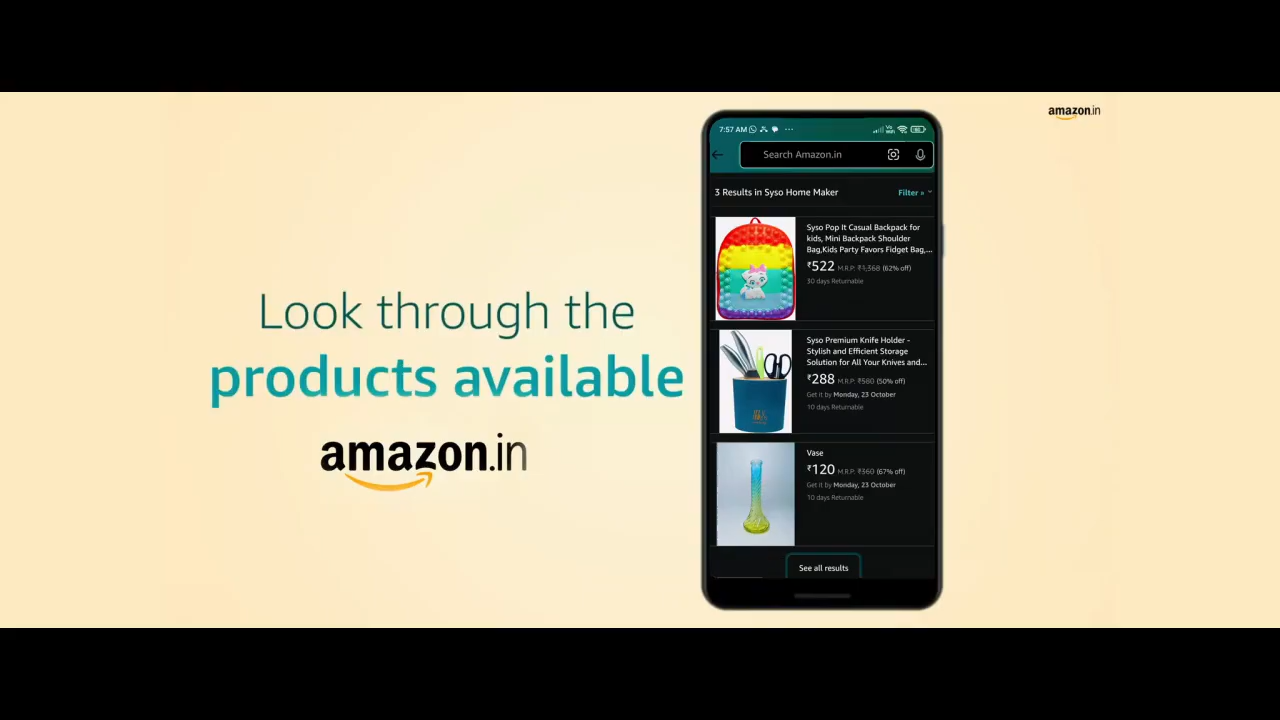 amazon.in
7:57 AM
Search Amazon.in
3 Results in Syso Home Maker
Filter »
Syso Pop It Casual Backpack for
kids, Mini Backpack Shoulder
Bag,Kids Party Favors Fidget Bag,...
₹522 M.R.P: ₹1,368 (62% off)
30 days Returnable
Look through the
products available
amazon.in
Syso Premium Knife Holder -
Stylish and Efficient Storage
Solution for All Your Knives and...
₹288 M.R.P: ₹580 (50% off)
Get it by Monday, 23 October
10 days Returnable
Vase
₹120 M.R.P: ₹360 (67% off)
Get it by Monday, 23 October
10 days Returnable
See all results